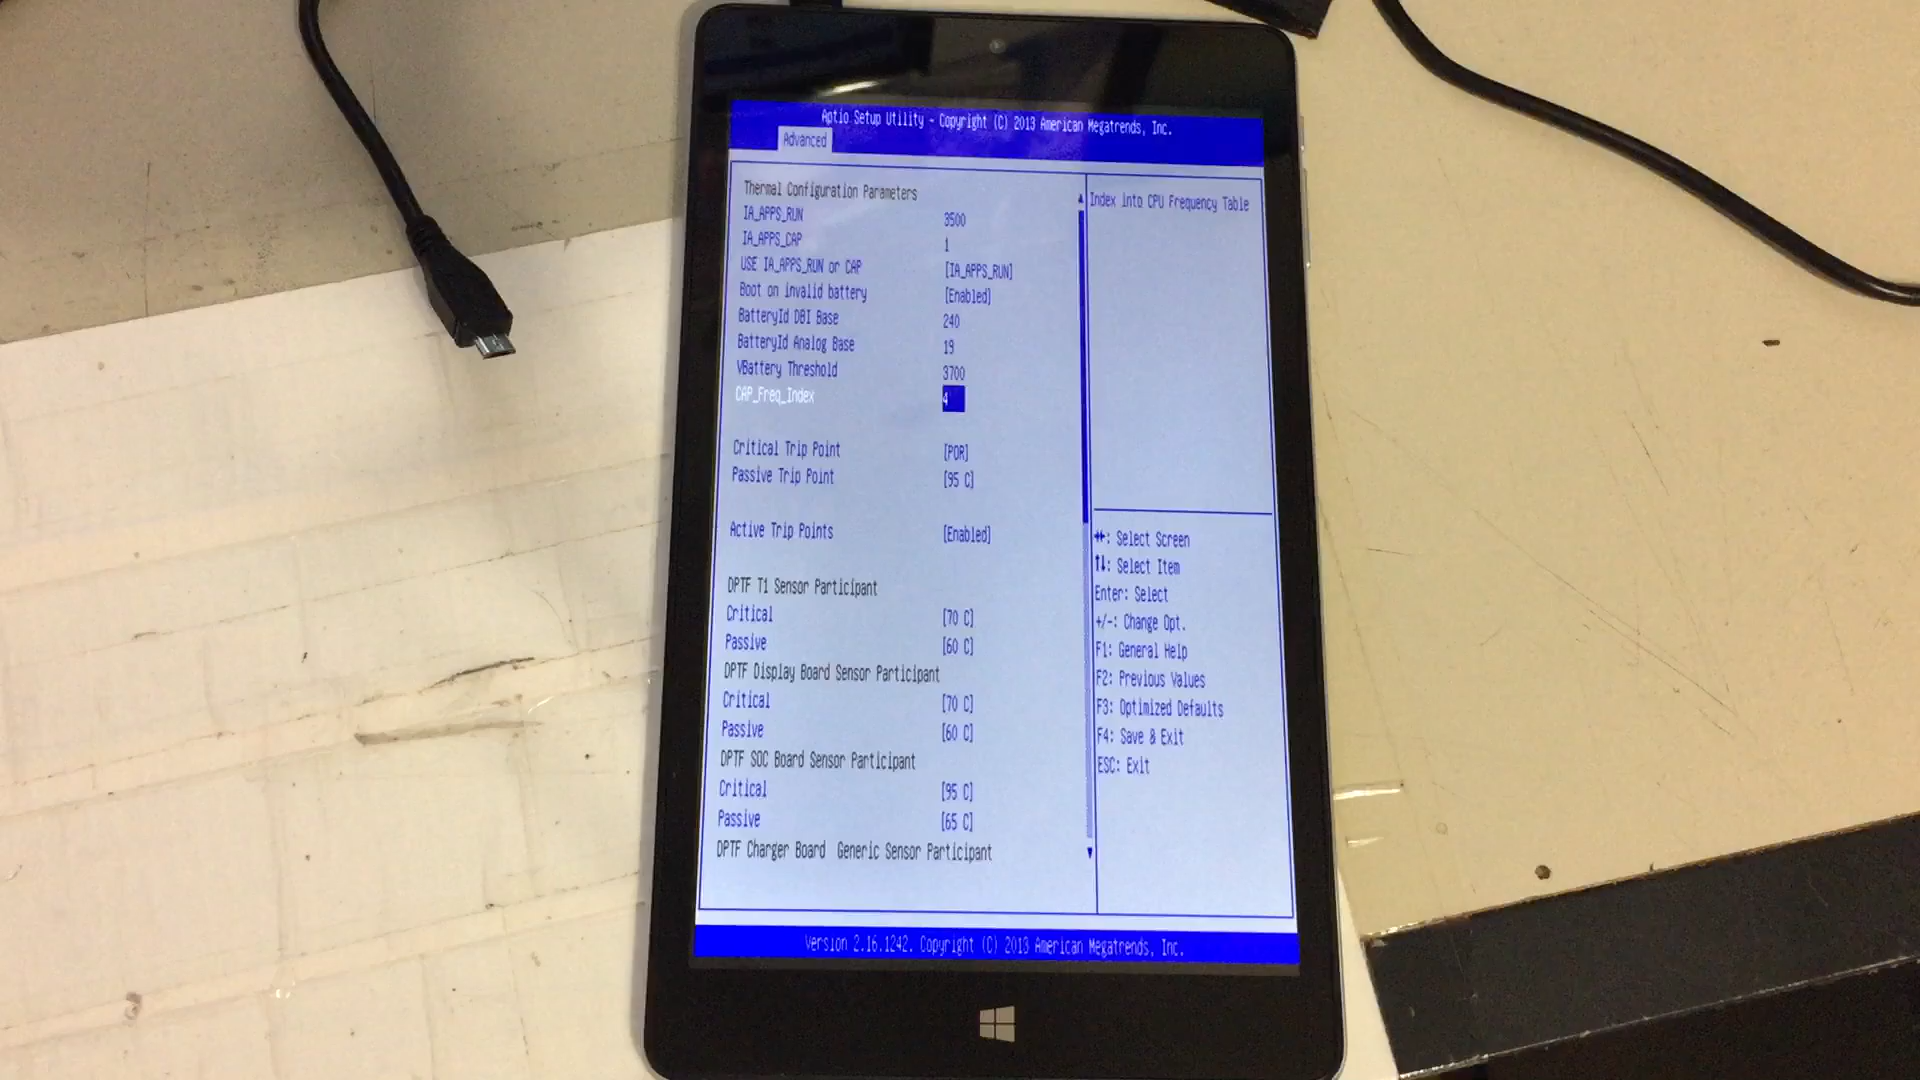 Aptio Setup Utility - Copyright (C) 2013 American Megatrends, Inc.
Advanced
Thermal Configuration Parameters
IA_APPS_RUN 3500
IA_APPS_CAP 1
USE IA_APPS_RUN or CAP [IA_APPS_RUN]
Boot on invalid battery [Enabled]
BatteryId DBI Base 240
BatteryId Analog Base 19
VBattery Threshold 3700
CAP_Freq_Index 4
Critical Trip Point [POR]
Passive Trip Point [95 C]
Active Trip Points [Enabled]
DPTF T1 Sensor Participant
Critical [70 C]
Passive [60 C]
DPTF Display Board Sensor Participant
Critical [70 C]
Passive [60 C]
DPTF SOC Board Sensor Participant
Critical [95 C]
Passive [65 C]
DPTF Charger Board Generic Sensor Participant
Index into CPU Frequency Table
→←: Select Screen
↑↓: Select Item
Enter: Select
+/-: Change Opt.
F1: General Help
F2: Previous Values
F3: Optimized Defaults
F4: Save & Exit
ESC: Exit
Version 2.16.1242. Copyright (C) 2013 American Megatrends, Inc.